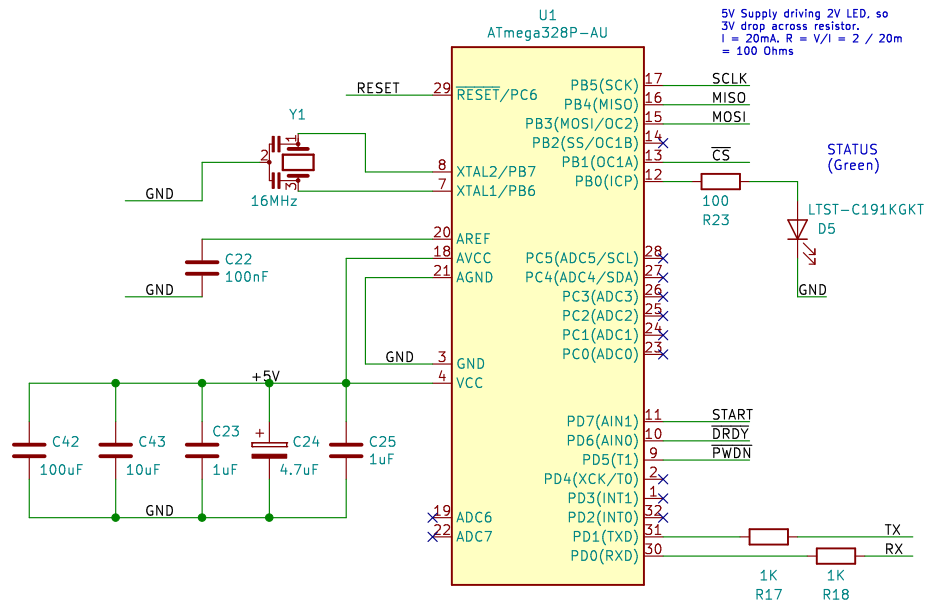 U1
ATmega328P-AU
5V Supply driving 2V LED, so
3V drop across resistor.
I = 20mA. R = V/I = 2 / 20m
= 100 Ohms
RESET
29
RESET/PC6
PB5(SCK)
17
SCLK
PB4(MISO)
16
MISO
PB3(MOSI/OC2)
15
MOSI
PB2(SS/OC1B)
14
PB1(OC1A)
13
CS
PB0(ICP)
12
100
R23
STATUS
(Green)
LTST-C191KGKT
D5
GND
Y1
1
2
3
16MHz
GND
8
XTAL2/PB7
7
XTAL1/PB6
20
AREF
18
AVCC
21
AGND
C22
100nF
GND
PC5(ADC5/SCL)
28
PC4(ADC4/SDA)
27
PC3(ADC3)
26
PC2(ADC2)
25
PC1(ADC1)
24
PC0(ADC0)
23
GND
3
GND
+5V
4
VCC
C42
100uF
C43
10uF
C23
1uF
+
C24
4.7uF
C25
1uF
GND
PD7(AIN1)
11
START
PD6(AIN0)
10
DRDY
PD5(T1)
9
PWDN
PD4(XCK/T0)
2
PD3(INT1)
1
PD2(INT0)
32
19
ADC6
22
ADC7
PD1(TXD)
31
TX
PD0(RXD)
30
RX
1K
R17
1K
R18